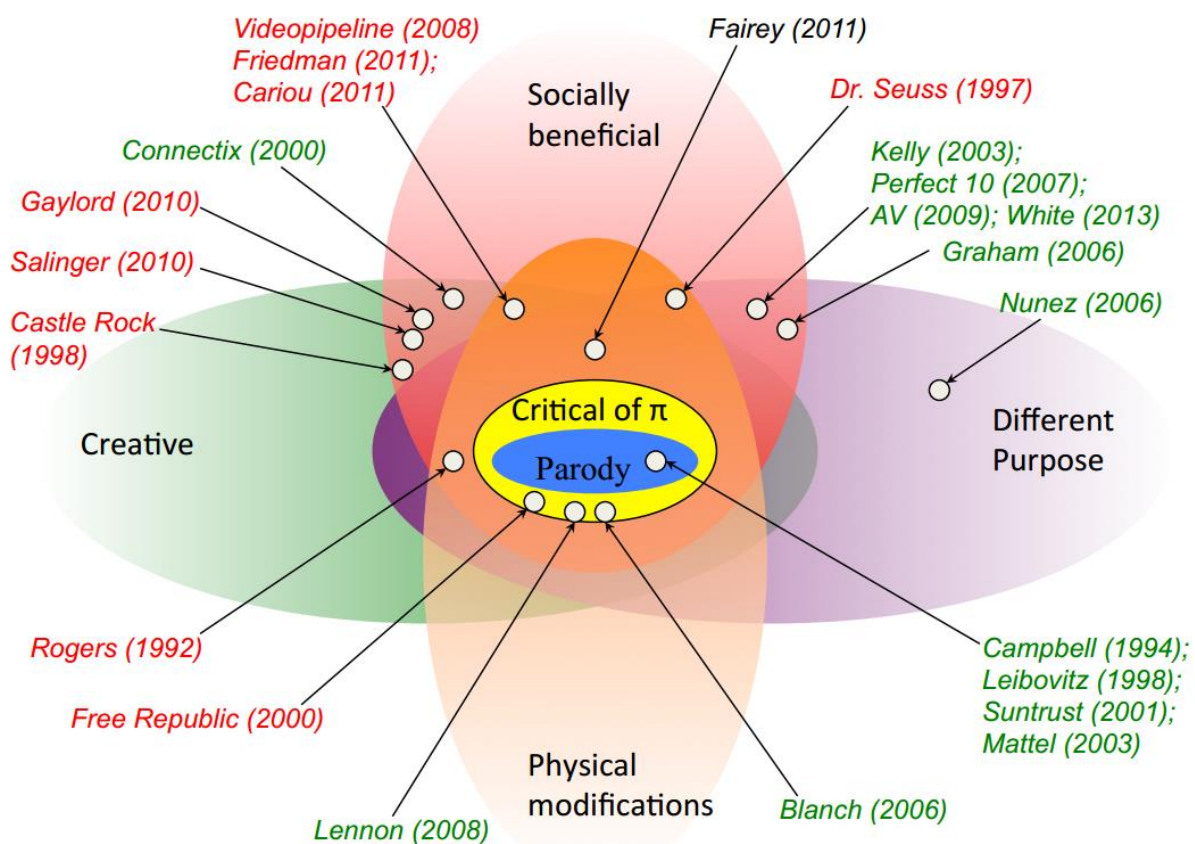 Videopipeline (2008)
Friedman (2011);
Cariou (2011)
Fairey (2011)
Socially
beneficial
Dr. Seuss (1997)
Connectix (2000)
Kelly (2003);
Perfect 10 (2007);
AV (2009); White (2013)
Gaylord (2010)
Graham (2006)
Salinger (2010)
Nunez (2006)
Castle Rock
(1998)
Critical of π
Creative
Parody
Different
Purpose
Rogers (1992)
Campbell (1994);
Leibovitz (1998);
Suntrust (2001);
Mattel (2003)
Free Republic (2000)
Physical
modifications
Blanch (2006)
Lennon (2008)